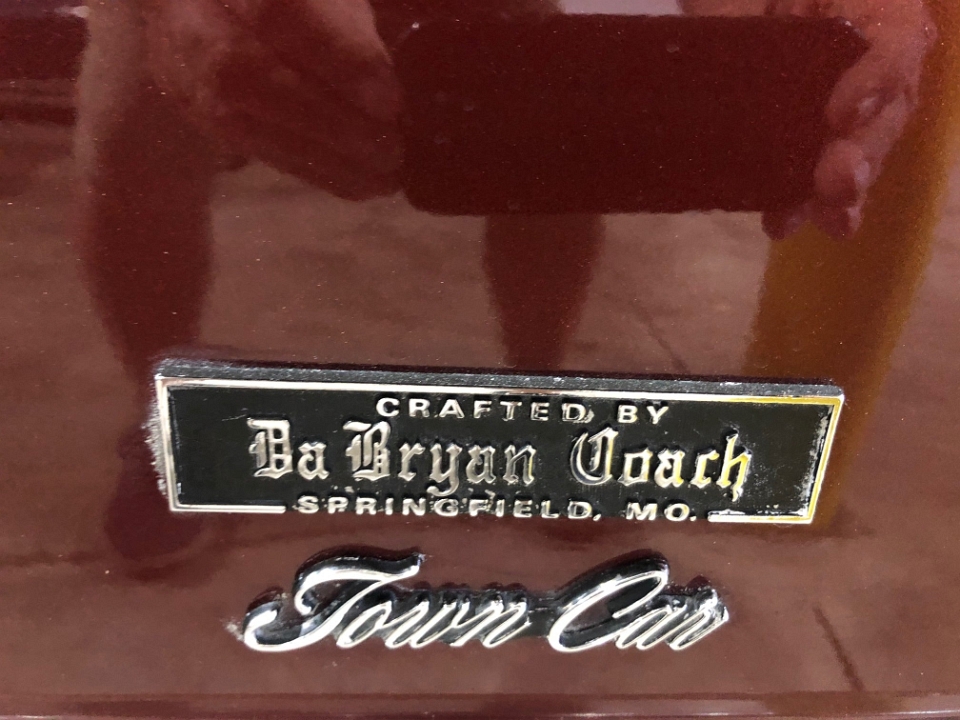 CRAFTED BY
Da Bryan Coach
SPRINGFIELD, MO.
Town Car